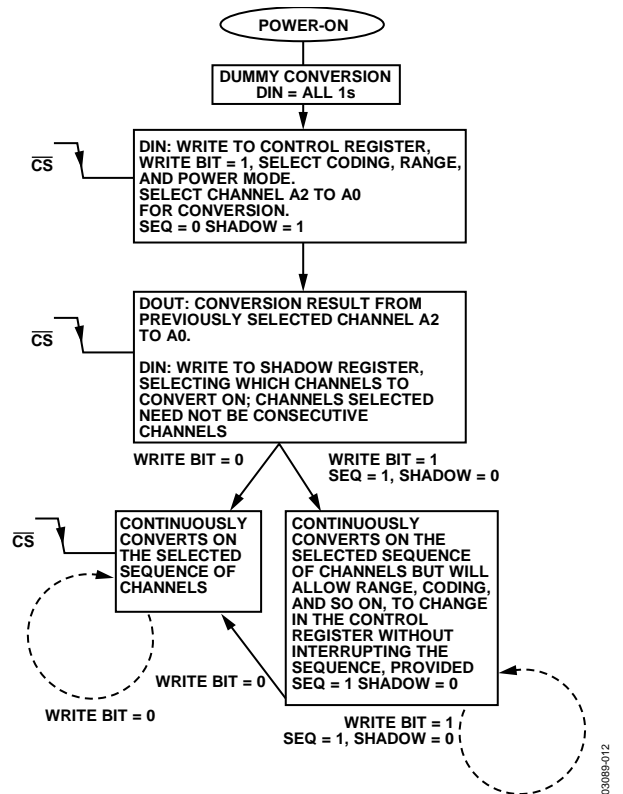 POWER-ON
DUMMY CONVERSION
DIN = ALL 1s
CS
DIN: WRITE TO CONTROL REGISTER,
WRITE BIT = 1, SELECT CODING, RANGE,
AND POWER MODE.
SELECT CHANNEL A2 TO A0
FOR CONVERSION.
SEQ = 0 SHADOW = 1
CS
DOUT: CONVERSION RESULT FROM
PREVIOUSLY SELECTED CHANNEL A2
TO A0.
DIN: WRITE TO SHADOW REGISTER,
SELECTING WHICH CHANNELS TO
CONVERT ON; CHANNELS SELECTED
NEED NOT BE CONSECUTIVE
CHANNELS
WRITE BIT = 0
WRITE BIT = 1
SEQ = 1, SHADOW = 0
CS
CONTINUOUSLY
CONVERTS ON
THE SELECTED
SEQUENCE OF
CHANNELS
CONTINUOUSLY
CONVERTS ON THE
SELECTED SEQUENCE
OF CHANNELS BUT WILL
ALLOW RANGE, CODING,
AND SO ON, TO CHANGE
IN THE CONTROL
REGISTER WITHOUT
INTERRUPTING THE
SEQUENCE, PROVIDED
SEQ = 1 SHADOW = 0
WRITE BIT = 0
WRITE BIT = 0
WRITE BIT = 1
SEQ = 1, SHADOW = 0
03089-012